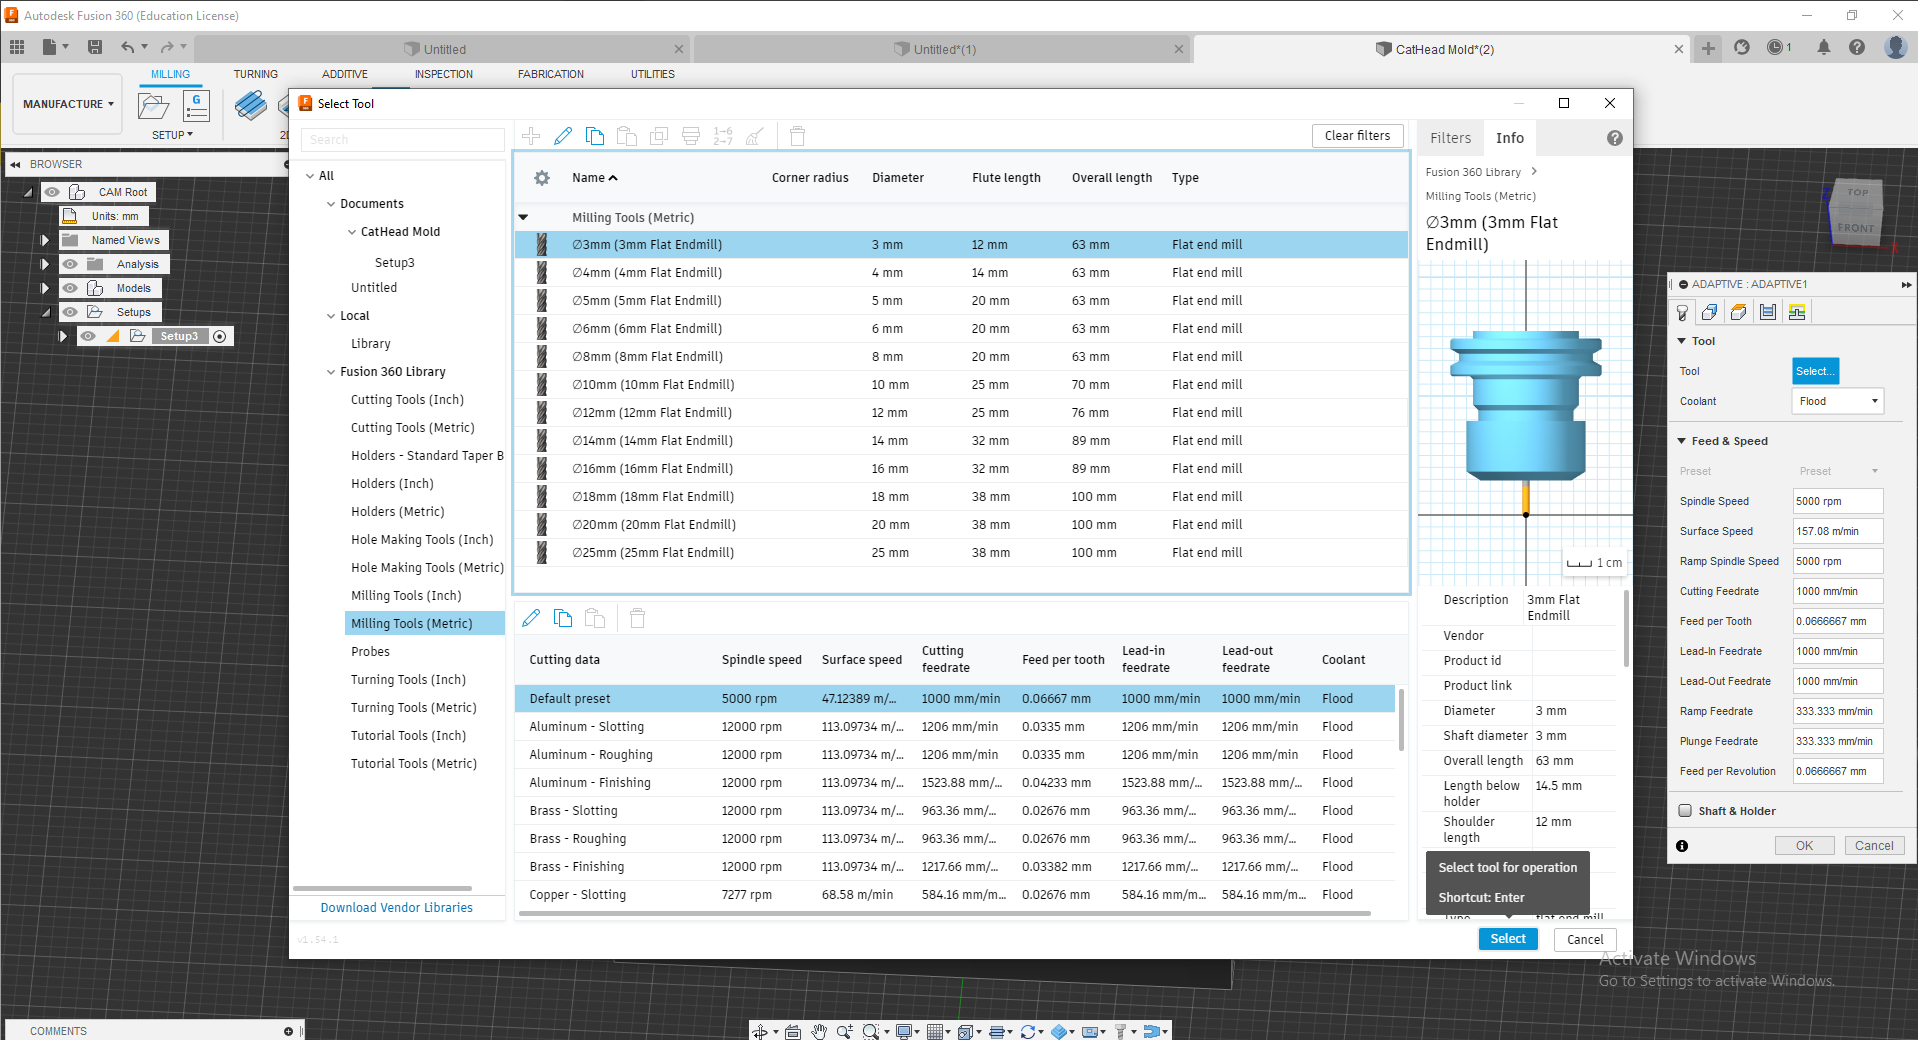 Autodesk Fusion 360 (Education License)
Untitled
Untitled*(1)
CatHead Mold*(2)
1
MILLING
TURNING
ADDITIVE
INSPECTION
FABRICATION
UTILITIES
MANUFACTURE
G
SETUP
2D
BROWSER
CAM Root
Units: mm
Named Views
Analysis
Models
Setups
Setup3
Select Tool
Search
All
Documents
CatHead Mold
Setup3
Untitled
Local
Library
Fusion 360 Library
Cutting Tools (Inch)
Cutting Tools (Metric)
Holders - Standard Taper B
Holders (Inch)
Holders (Metric)
Hole Making Tools (Inch)
Hole Making Tools (Metric)
Milling Tools (Inch)
Milling Tools (Metric)
Probes
Turning Tools (Inch)
Turning Tools (Metric)
Tutorial Tools (Inch)
Tutorial Tools (Metric)
Download Vendor Libraries
v1.54.1
1→6
2→7
Clear filters
Name Corner radius Diameter Flute length Overall length Type
Milling Tools (Metric)
∅3mm (3mm Flat Endmill) 3 mm 12 mm 63 mm Flat end mill
∅4mm (4mm Flat Endmill) 4 mm 14 mm 63 mm Flat end mill
∅5mm (5mm Flat Endmill) 5 mm 20 mm 63 mm Flat end mill
∅6mm (6mm Flat Endmill) 6 mm 20 mm 63 mm Flat end mill
∅8mm (8mm Flat Endmill) 8 mm 20 mm 63 mm Flat end mill
∅10mm (10mm Flat Endmill) 10 mm 25 mm 70 mm Flat end mill
∅12mm (12mm Flat Endmill) 12 mm 25 mm 76 mm Flat end mill
∅14mm (14mm Flat Endmill) 14 mm 32 mm 89 mm Flat end mill
∅16mm (16mm Flat Endmill) 16 mm 32 mm 89 mm Flat end mill
∅18mm (18mm Flat Endmill) 18 mm 38 mm 100 mm Flat end mill
∅20mm (20mm Flat Endmill) 20 mm 38 mm 100 mm Flat end mill
∅25mm (25mm Flat Endmill) 25 mm 38 mm 100 mm Flat end mill
Cutting data Spindle speed Surface speed Cutting feedrate Feed per tooth Lead-in feedrate Lead-out feedrate Coolant
Default preset 5000 rpm 47.12389 m/... 1000 mm/min 0.06667 mm 1000 mm/min 1000 mm/min Flood
Aluminum - Slotting 12000 rpm 113.09734 m/... 1206 mm/min 0.0335 mm 1206 mm/min 1206 mm/min Flood
Aluminum - Roughing 12000 rpm 113.09734 m/... 1206 mm/min 0.0335 mm 1206 mm/min 1206 mm/min Flood
Aluminum - Finishing 12000 rpm 113.09734 m/... 1523.88 mm/... 0.04233 mm 1523.88 mm/... 1523.88 mm/... Flood
Brass - Slotting 12000 rpm 113.09734 m/... 963.36 mm/... 0.02676 mm 963.36 mm/... 963.36 mm/... Flood
Brass - Roughing 12000 rpm 113.09734 m/... 963.36 mm/... 0.02676 mm 963.36 mm/... 963.36 mm/... Flood
Brass - Finishing 12000 rpm 113.09734 m/... 1217.66 mm/... 0.03382 mm 1217.66 mm/... 1217.66 mm/... Flood
Copper - Slotting 7277 rpm 68.58 m/min 584.16 mm/m... 0.02676 mm 584.16 mm/m... 584.16 mm/m... Flood
Filters
Info
Fusion 360 Library
Milling Tools (Metric)
∅3mm (3mm Flat
Endmill)
1 cm
Description 3mm Flat Endmill
Vendor
Product id
Product link
Diameter 3 mm
Shaft diameter 3 mm
Overall length 63 mm
Length below holder 14.5 mm
Shoulder length 12 mm
Select tool for operation
Shortcut: Enter
Type flat end mill
Select
Cancel
TOP
FRONT
ADAPTIVE : ADAPTIVE1
Tool
Tool Select...
Coolant Flood
Feed & Speed
Preset Preset
Spindle Speed 5000 rpm
Surface Speed 157.08 m/min
Ramp Spindle Speed 5000 rpm
Cutting Feedrate 1000 mm/min
Feed per Tooth 0.0666667 mm
Lead-In Feedrate 1000 mm/min
Lead-Out Feedrate 1000 mm/min
Ramp Feedrate 333.333 mm/min
Plunge Feedrate 333.333 mm/min
Feed per Revolution 0.0666667 mm
Shaft & Holder
OK
Cancel
Activate Windows
Go to Settings to activate Windows.
COMMENTS